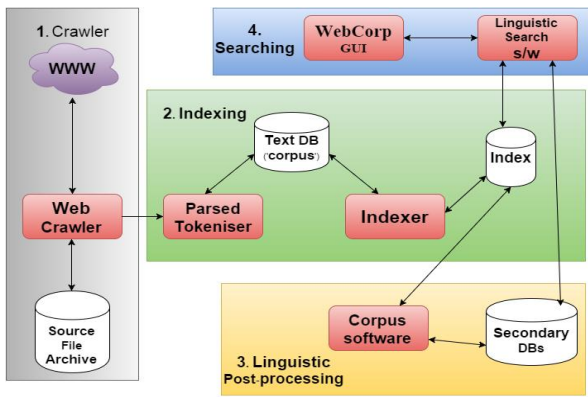 1. Crawler
WWW
Web
Crawler
Source
File
Archive
4.
Searching
WebCorp
GUI
Linguistic
Search
s/w
2. Indexing
Text DB
('corpus')
Parsed
Tokeniser
Indexer
Index
Corpus
software
Secondary
DBs
3. Linguistic
Post-processing